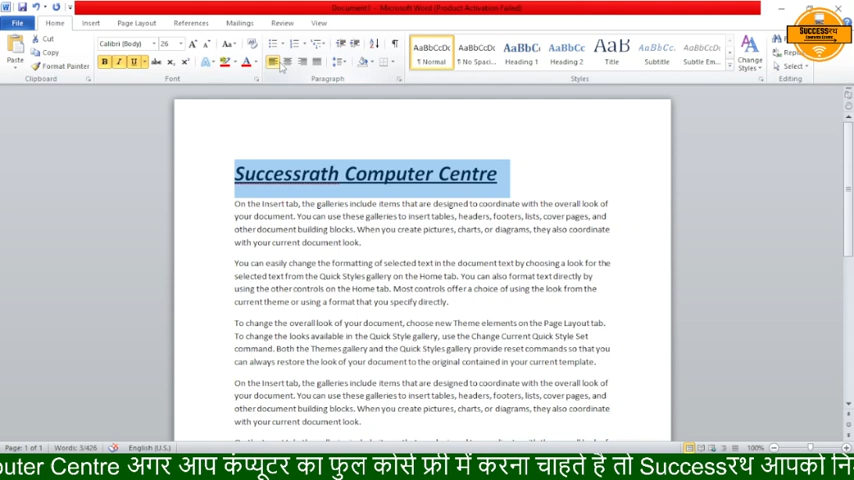 Document1 - Microsoft Word (Product Activation Failed)
File Home Insert Page Layout References Mailings Review View
Cut
Copy
Format Painter
Paste
Calibri (Body) 26
B I U abc
AaBbCcDc AaBbCcDc AaBbC AaBbCc AaB AaBbCc. AaBbCcDc
¶ Normal ¶ No Spaci... Heading 1 Heading 2 Title Subtitle Subtle Em...
Change
Styles
Select
Clipboard Font Paragraph Styles Editing
Successरथ
Successrath Computer Centre
On the Insert tab, the galleries include items that are designed to coordinate with the overall look of
your document. You can use these galleries to insert tables, headers, footers, lists, cover pages, and
other document building blocks. When you create pictures, charts, or diagrams, they also coordinate
with your current document look.
You can easily change the formatting of selected text in the document text by choosing a look for the
selected text from the Quick Styles gallery on the Home tab. You can also format text directly by
using the other controls on the Home tab. Most controls offer a choice of using the look from the
current theme or using a format that you specify directly.
To change the overall look of your document, choose new Theme elements on the Page Layout tab.
To change the looks available in the Quick Style gallery, use the Change Current Quick Style Set
command. Both the Themes gallery and the Quick Styles gallery provide reset commands so that you
can always restore the look of your document to the original contained in your current template.
On the Insert tab, the galleries include items that are designed to coordinate with the overall look of
your document. You can use these galleries to insert tables, headers, footers, lists, cover pages, and
other document building blocks. When you create pictures, charts, or diagrams, they also coordinate
with your current document look.
Page: 1 of 1 Words: 3/426 English (U.S.) 100%
puter Centre अगर आप कंप्यूटर का फुल कोर्स फ्री में करना चाहते है तो Successरथ आपको नि